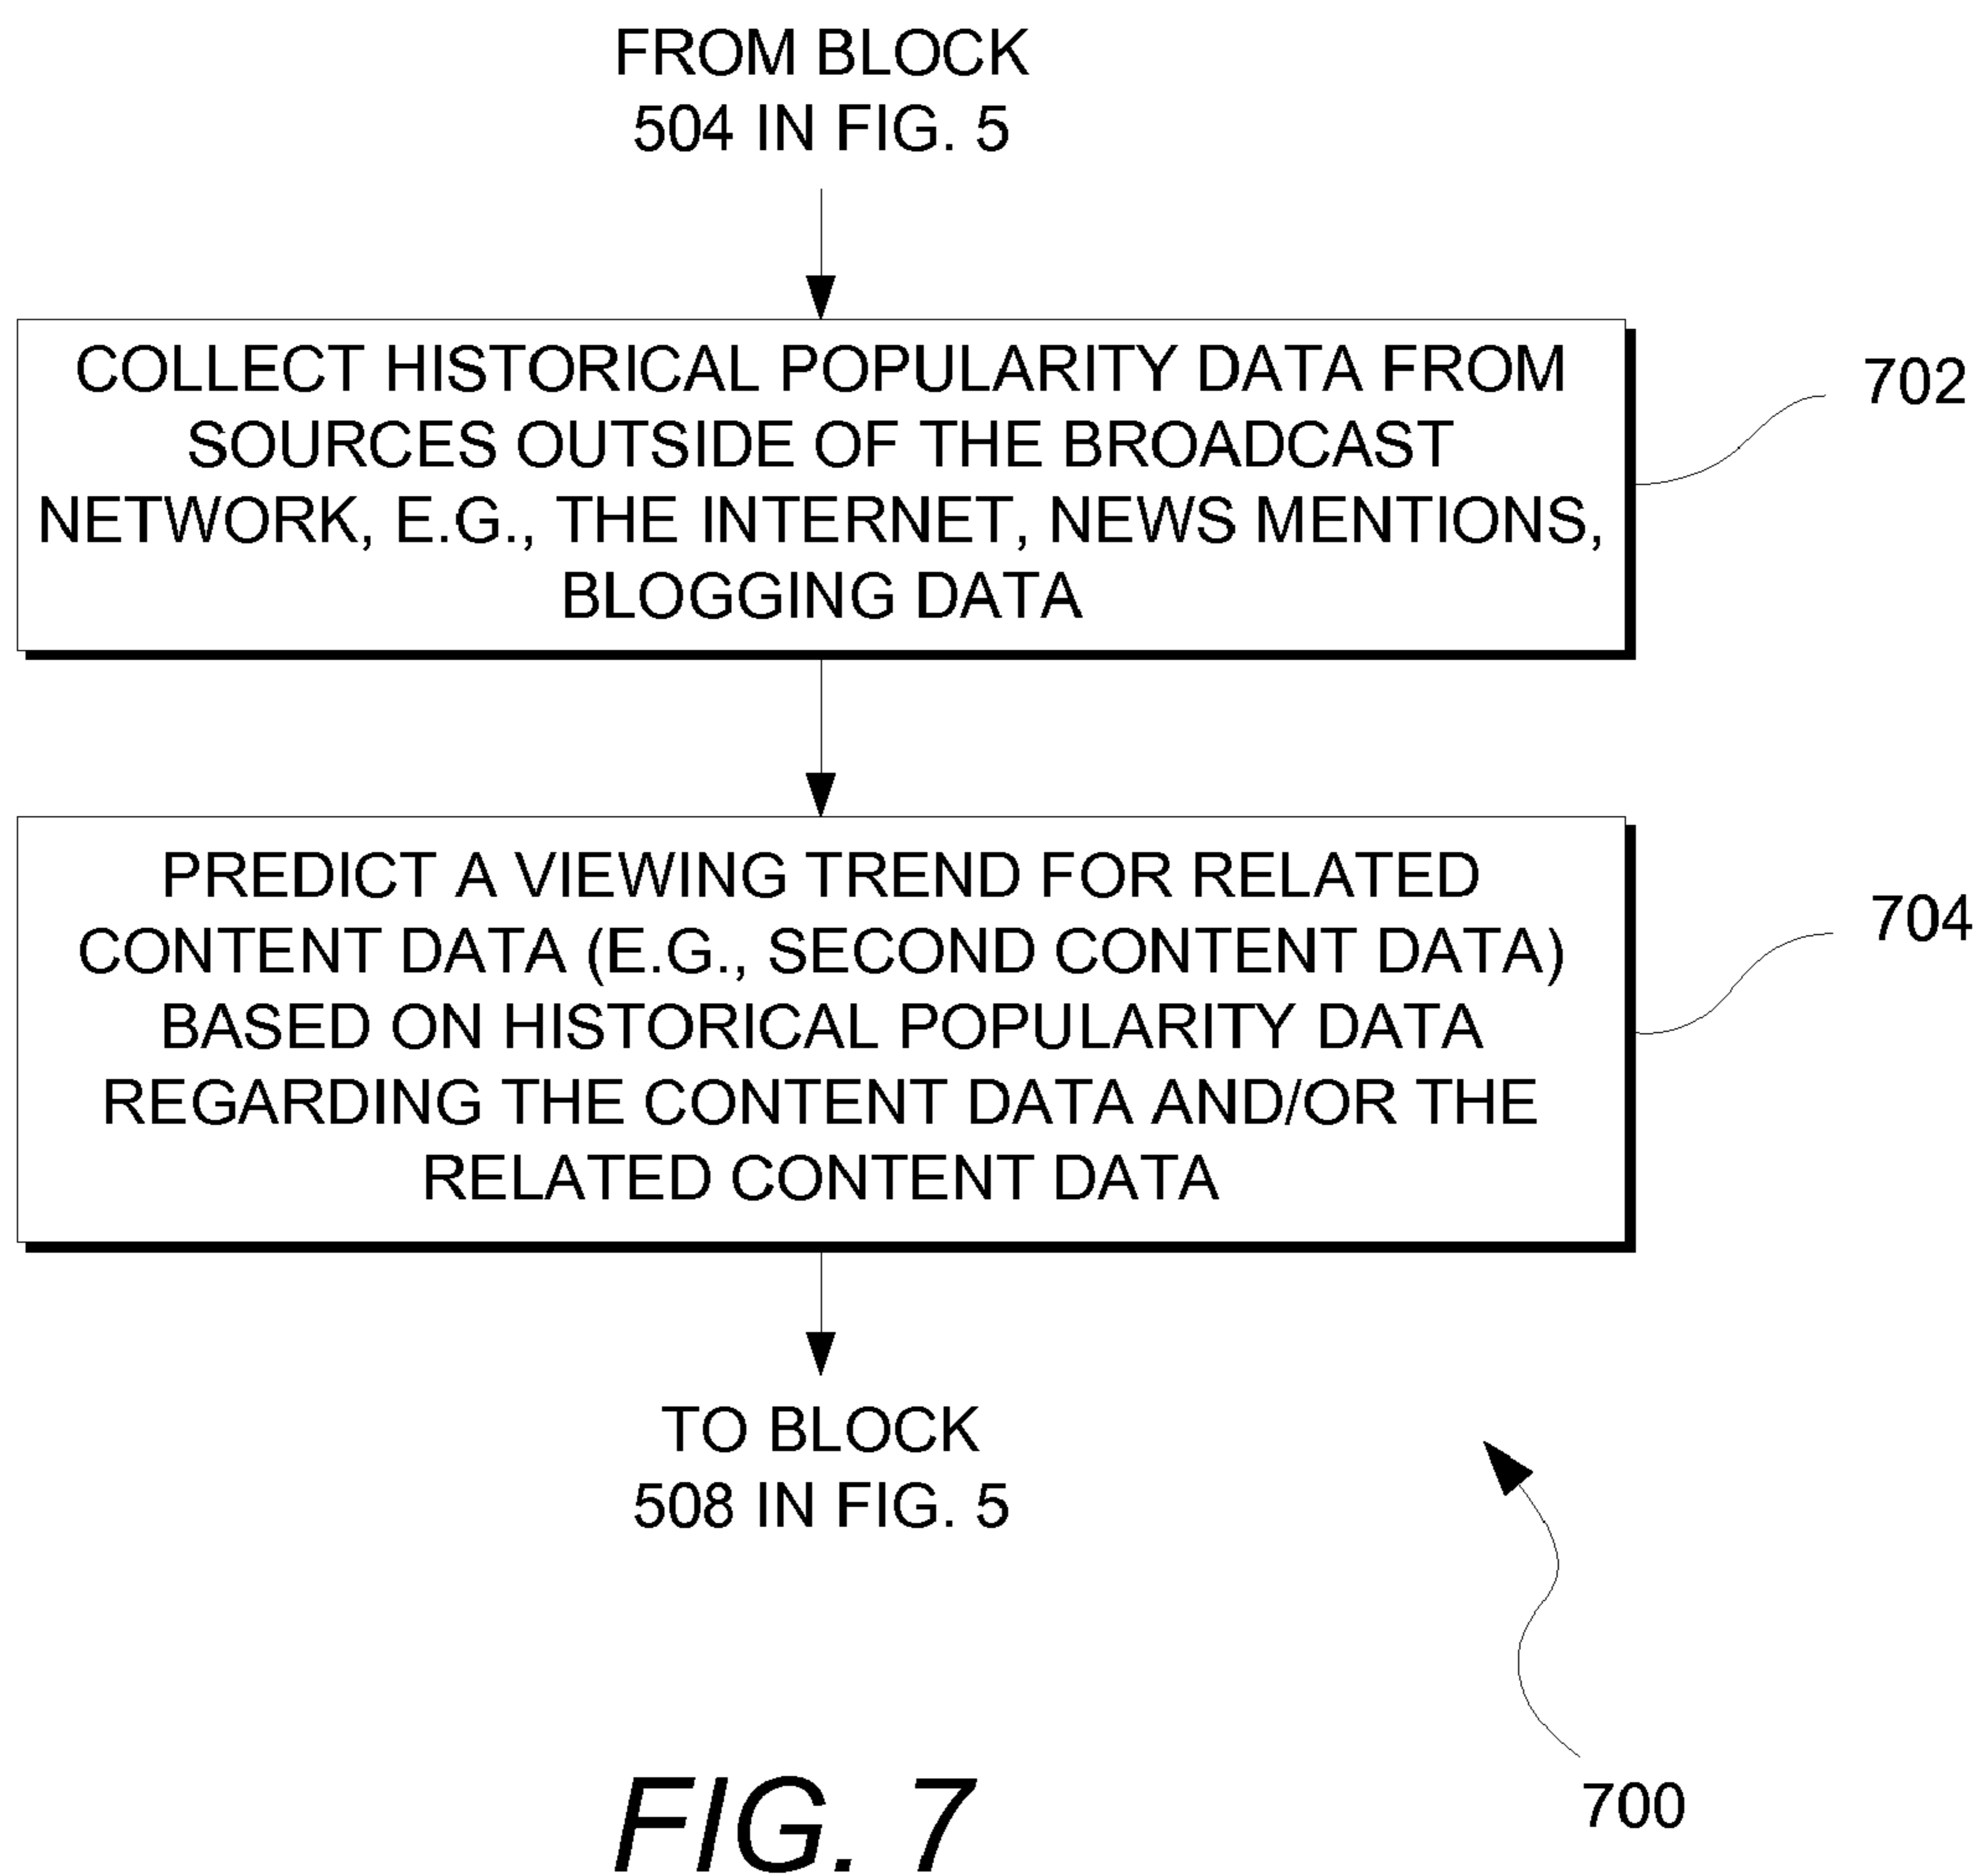 FROM BLOCK
504 IN FIG. 5
COLLECT HISTORICAL POPULARITY DATA FROM
SOURCES OUTSIDE OF THE BROADCAST
NETWORK, E.G., THE INTERNET, NEWS MENTIONS,
BLOGGING DATA
702
PREDICT A VIEWING TREND FOR RELATED
CONTENT DATA (E.G., SECOND CONTENT DATA)
BASED ON HISTORICAL POPULARITY DATA
REGARDING THE CONTENT DATA AND/OR THE
RELATED CONTENT DATA
704
TO BLOCK
508 IN FIG. 5
700
FIG. 7